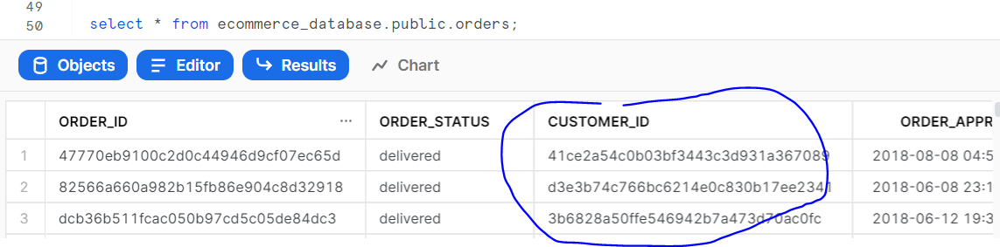 49
50 select * from ecommerce_database.public.orders;
Objects Editor Results Chart
ORDER_ID ... ORDER_STATUS CUSTOMER_ID ORDER_APPR
1 47770eb9100c2d0c44946d9cf07ec65d delivered 41ce2a54c0b03bf3443c3d931a367089 2018-08-08 04:5
2 82566a660a982b15fb86e904c8d32918 delivered d3e3b74c766bc6214e0c830b17ee2341 2018-06-08 23:1
3 dcb36b511fcac050b97cd5c05de84dc3 delivered 3b6828a50ffe546942b7a473d70ac0fc 2018-06-12 19:3